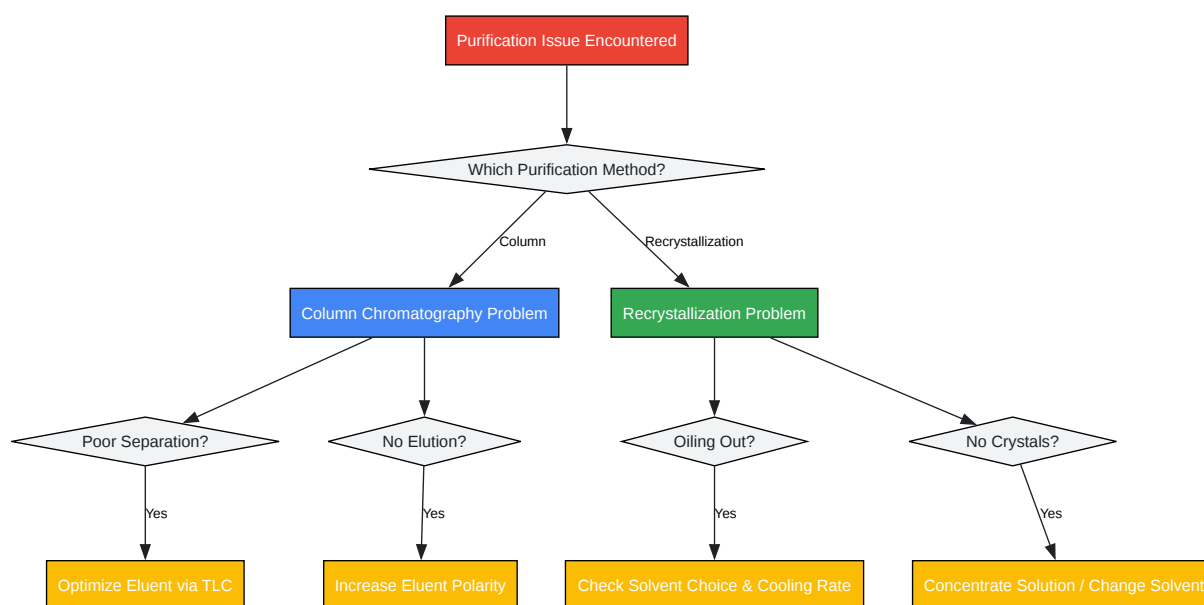 Purification Issue Encountered
Which Purification Method?
Column
Recrystallization
Column Chromatography Problem
Recrystallization Problem
Poor Separation?
No Elution?
Oiling Out?
No Crystals?
Yes
Yes
Yes
Yes
Optimize Eluent via TLC
Increase Eluent Polarity
Check Solvent Choice & Cooling Rate
Concentrate Solution / Change Solvent